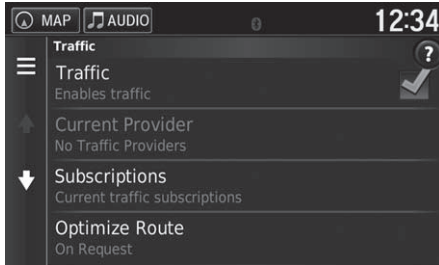 MAP AUDIO 12:34
Traffic
?
Traffic
Enables traffic
Current Provider
No Traffic Providers
Subscriptions
Current traffic subscriptions
Optimize Route
On Request